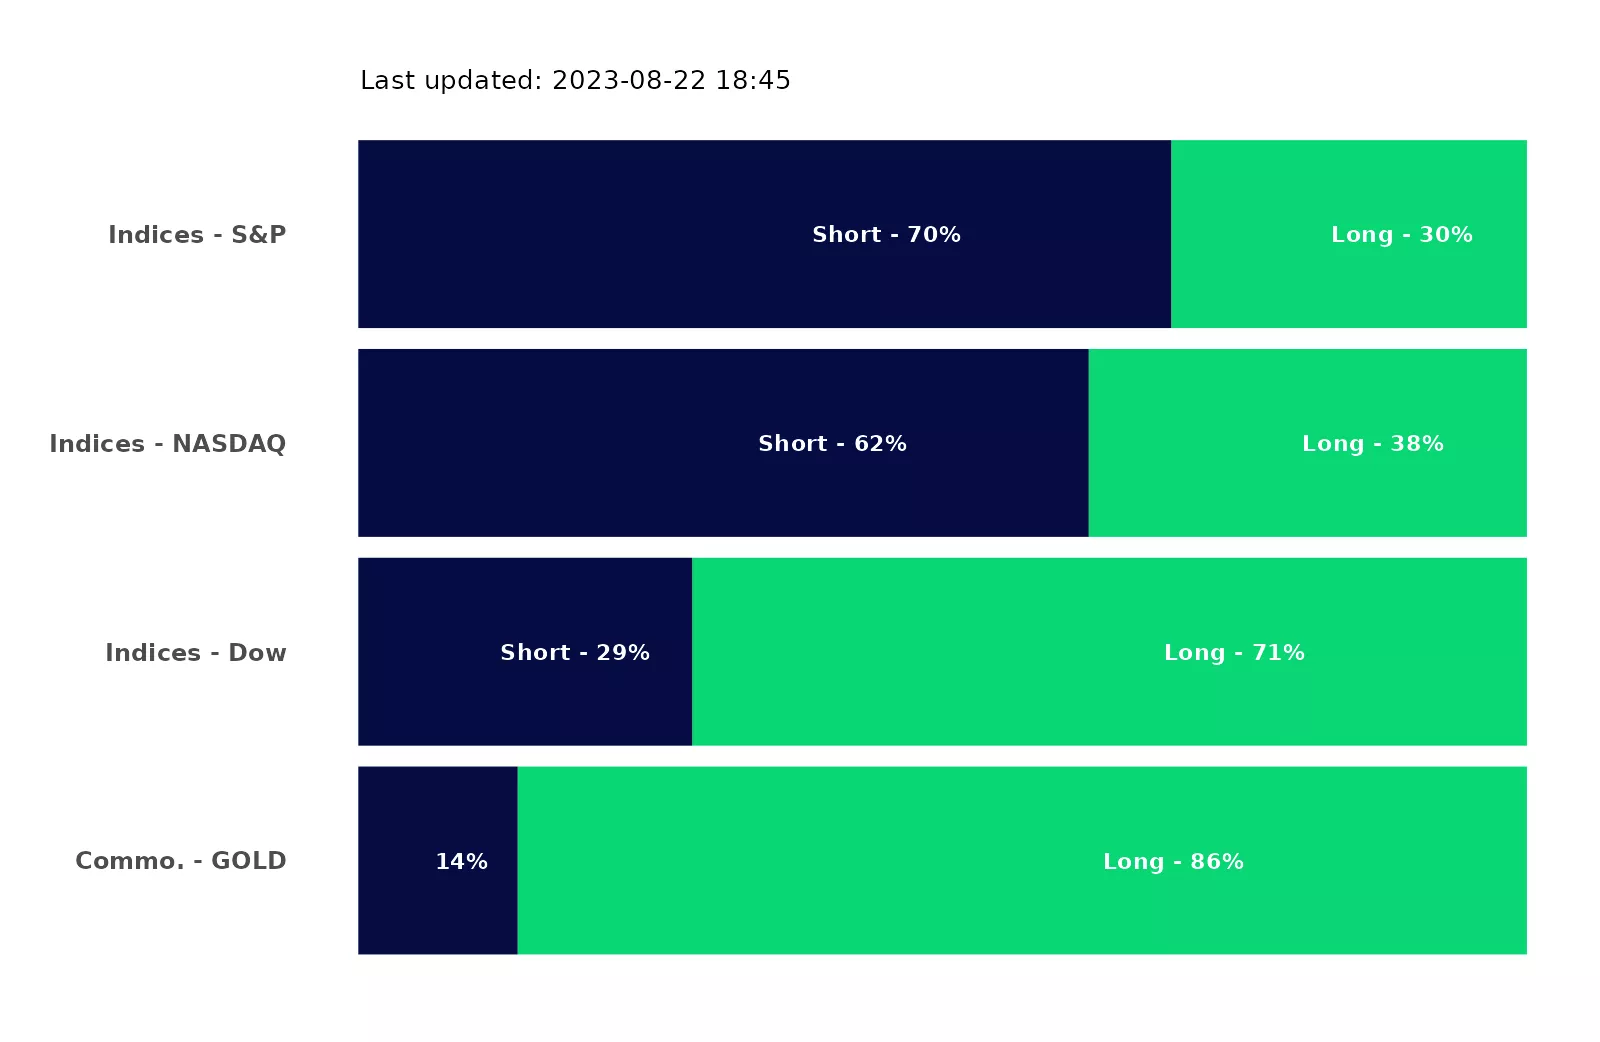 Last updated: 2023-08-22 18:45
Indices - S&P
Short - 70%
Long - 30%
Indices - NASDAQ
Short - 62%
Long - 38%
Indices - Dow
Short - 29%
Long - 71%
Commo. - GOLD
14%
Long - 86%